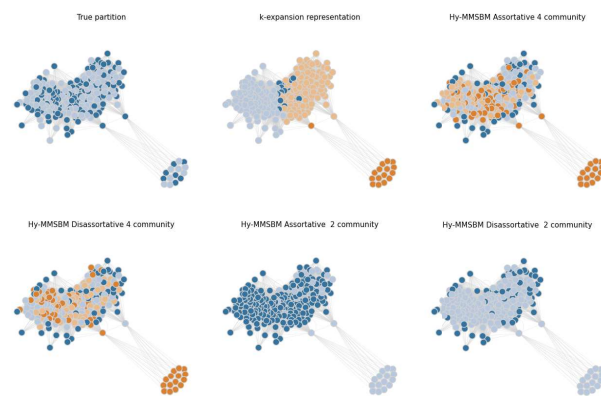 True partition
k-expansion representation
Hy-MMSBM Assortative 4 community
Hy-MMSBM Disassortative 4 community
Hy-MMSBM Assortative  2 community
Hy-MMSBM Disassortative  2 community